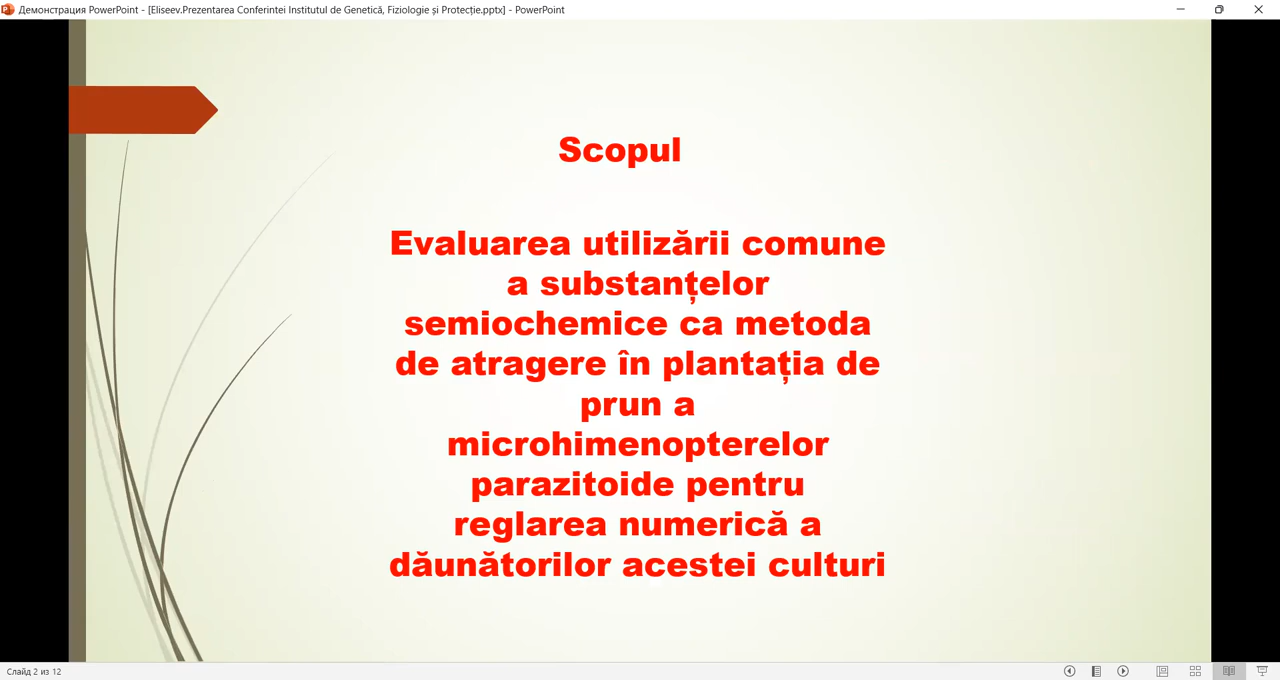 Демонстрация PowerPoint - [Eliseev.Prezentarea Conferintei Institutul de Genetică, Fiziologie și Protecție.pptx] - PowerPoint
Scopul
Evaluarea utilizării comune
a substanțelor
semiochemice ca metoda
de atragere în plantația de
prun a
microhimenopterelor
parazitoide pentru
reglarea numerică a
dăunătorilor acestei culturi
Слайд 2 из 12